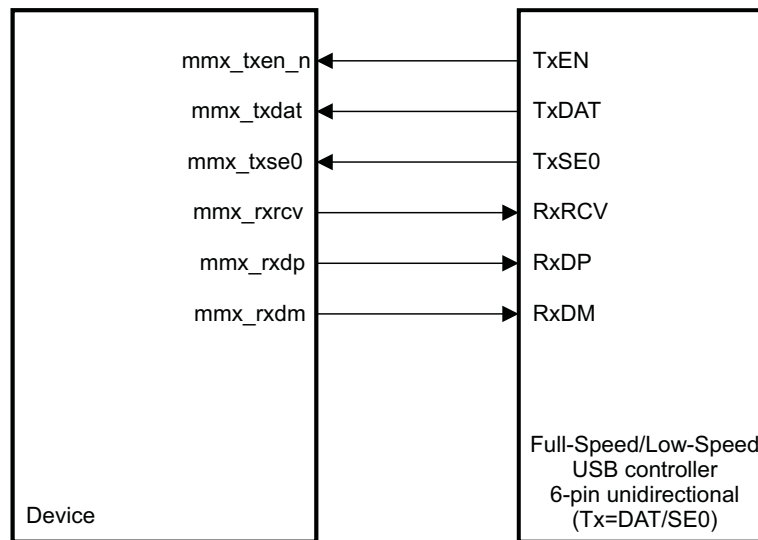 mmx_txen_n TxEN
mmx_txdat TxDAT
mmx_txse0 TxSE0
mmx_rxrcv RxRCV
mmx_rxdp RxDP
mmx_rxdm RxDM
Full-Speed/Low-Speed
USB controller
6-pin unidirectional
(Tx=DAT/SE0)
Device